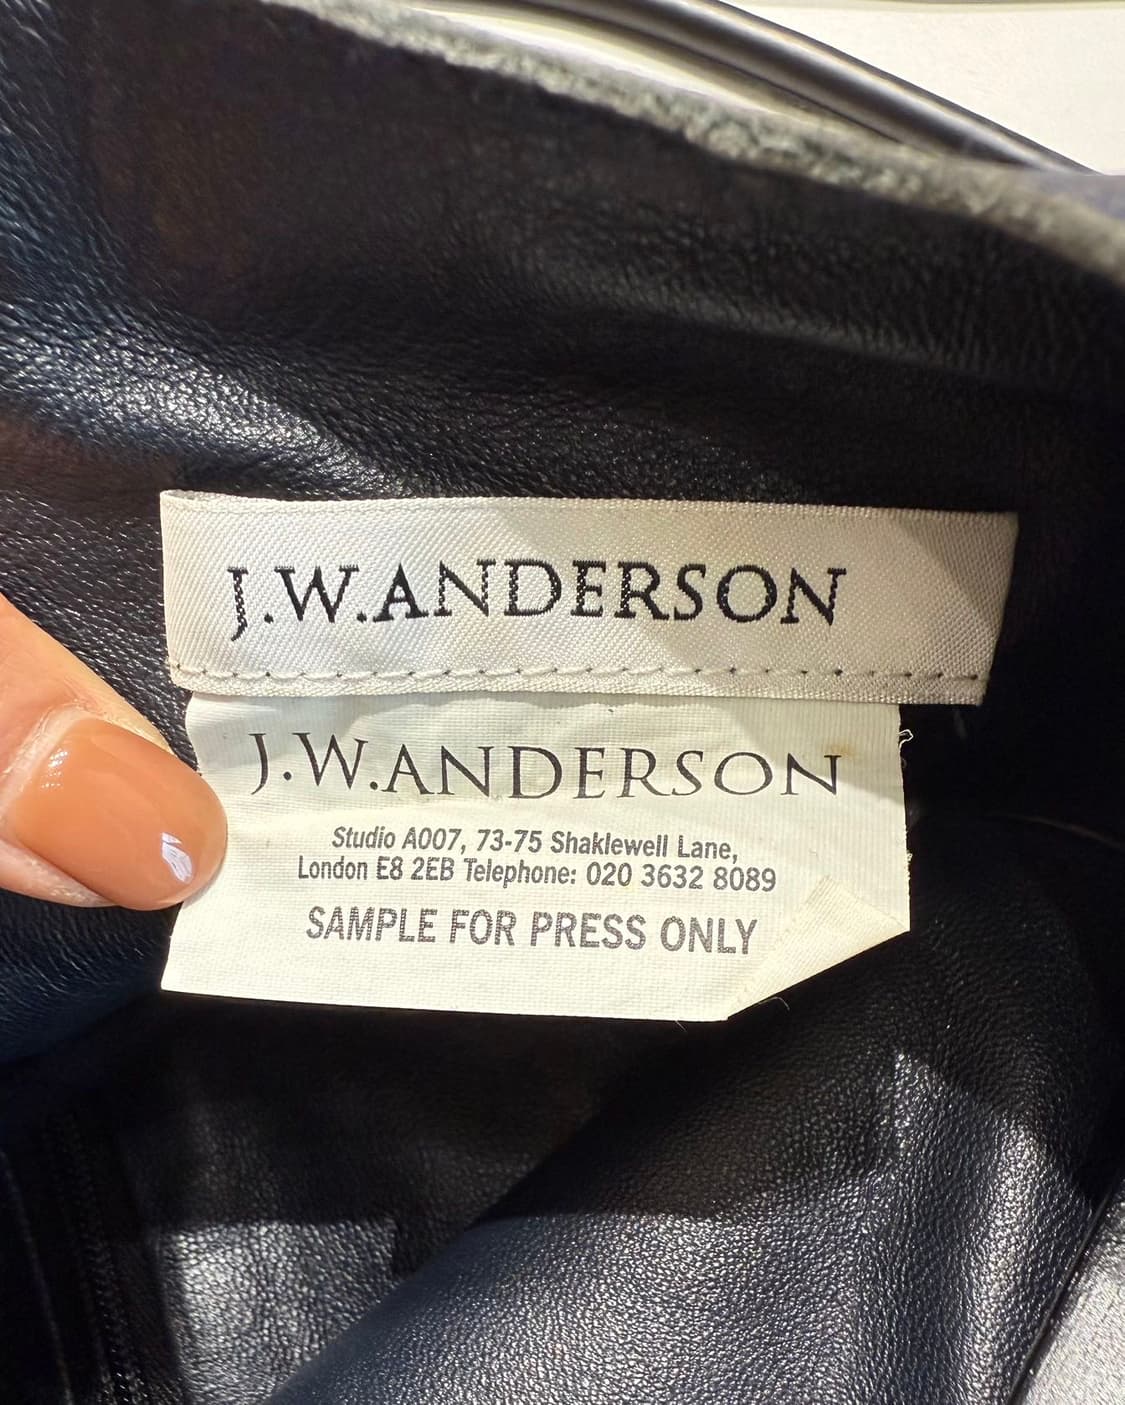 J.W.ANDERSON
J.W.ANDERSON
Studio A007, 73-75 Shaklewell Lane,
London E8 2EB Telephone: 020 3632 8089
SAMPLE FOR PRESS ONLY